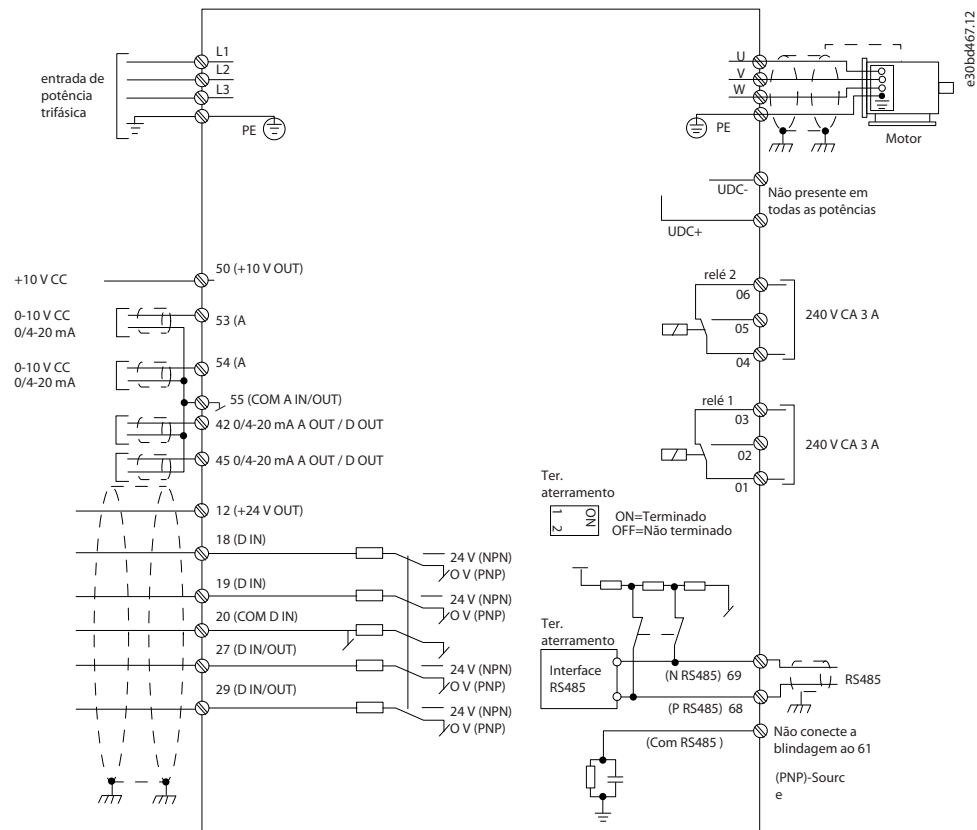 e30bd467.12
L1
L2
L3
entrada de
potência
trifásica
PE
U
V
W
PE
Motor
UDC-
Não presente em
todas as potências
UDC+
+10 V CC
50 (+10 V OUT)
0-10 V CC
0/4-20 mA
53 (A
0-10 V CC
0/4-20 mA
54 (A
55 (COM A IN/OUT)
42 0/4-20 mA A OUT / D OUT
45 0/4-20 mA A OUT / D OUT
12 (+24 V OUT)
18 (D IN)
24 V (NPN)
O V (PNP)
19 (D IN)
24 V (NPN)
O V (PNP)
20 (COM D IN)
27 (D IN/OUT)
24 V (NPN)
O V (PNP)
29 (D IN/OUT)
24 V (NPN)
O V (PNP)
relé 2
06
05
04
240 V CA 3 A
relé 1
03
02
01
240 V CA 3 A
Ter.
aterramento
1 2
ON
ON=Terminado
OFF=Não terminado
Ter.
aterramento
Interface
RS485
(N RS485) 69
RS485
(P RS485) 68
(Com RS485 )
Não conecte a
blindagem ao 61
(PNP)-Sourc
e